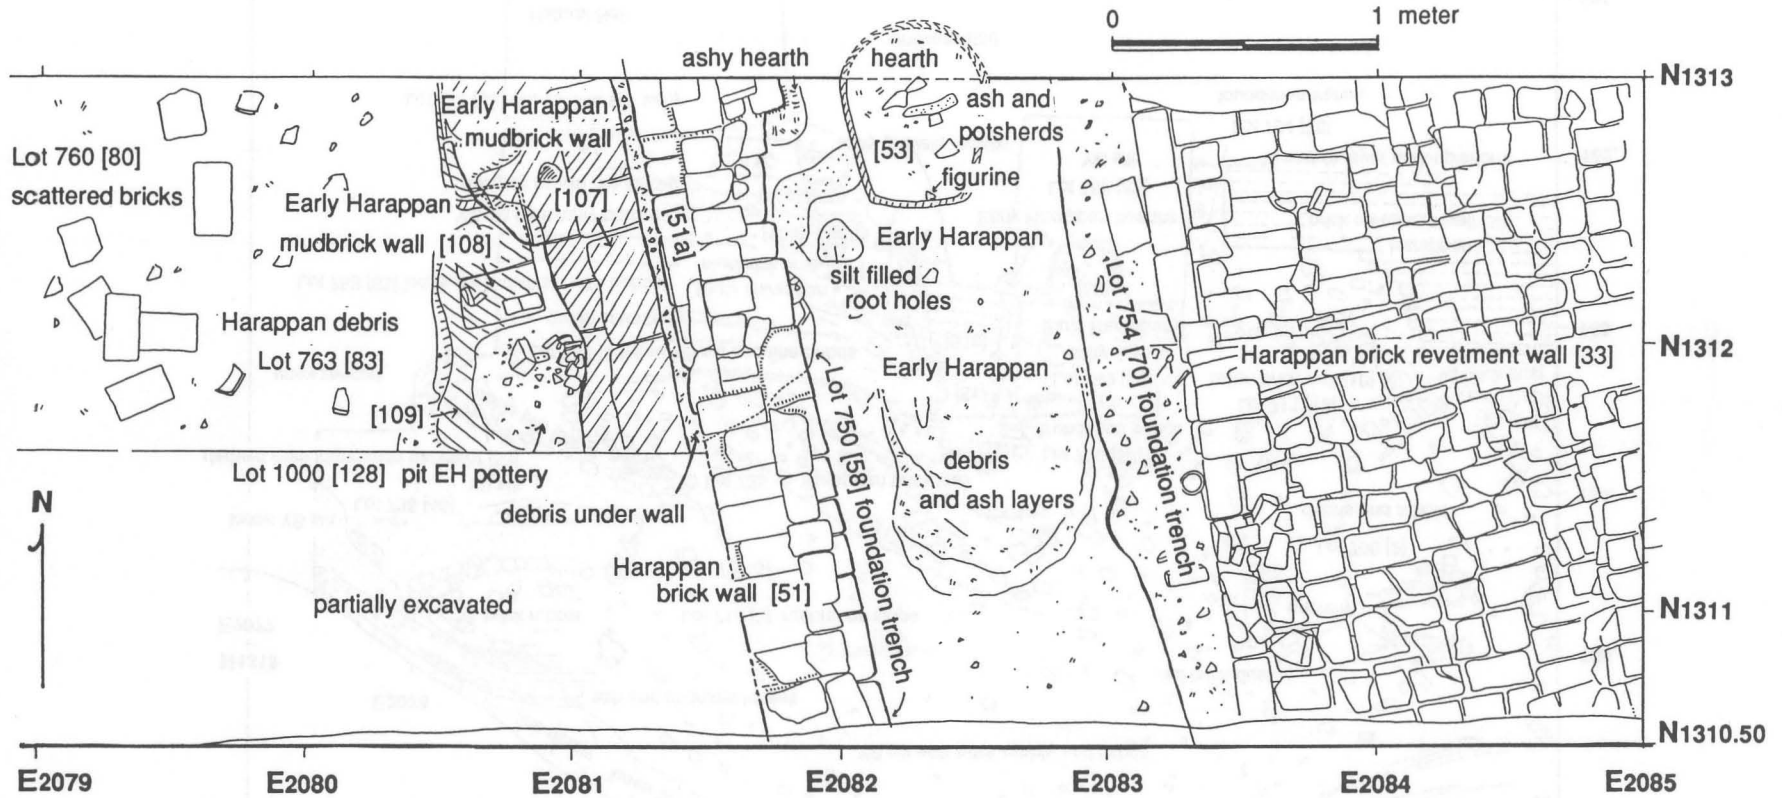 0 1 meter
ashy hearth
hearth
N1313
Early Harappan
mudbrick wall
ash and
potsherds
[53]
figurine
Lot 760 [80]
scattered bricks
[107]
[51a]
Early Harappan
mudbrick wall [108]
Early Harappan
silt filled
root holes
Harappan debris
Lot 763 [83]
Lot 754 [70] foundation trench
Harappan brick revetment wall [33]
N1312
Early Harappan
[109]
Lot 750 [58] foundation trench
debris
and ash layers
Lot 1000 [128] pit EH pottery
debris under wall
N
Harappan
brick wall [51]
partially excavated
N1311
N1310.50
E2079 E2080 E2081 E2082 E2083 E2084 E2085